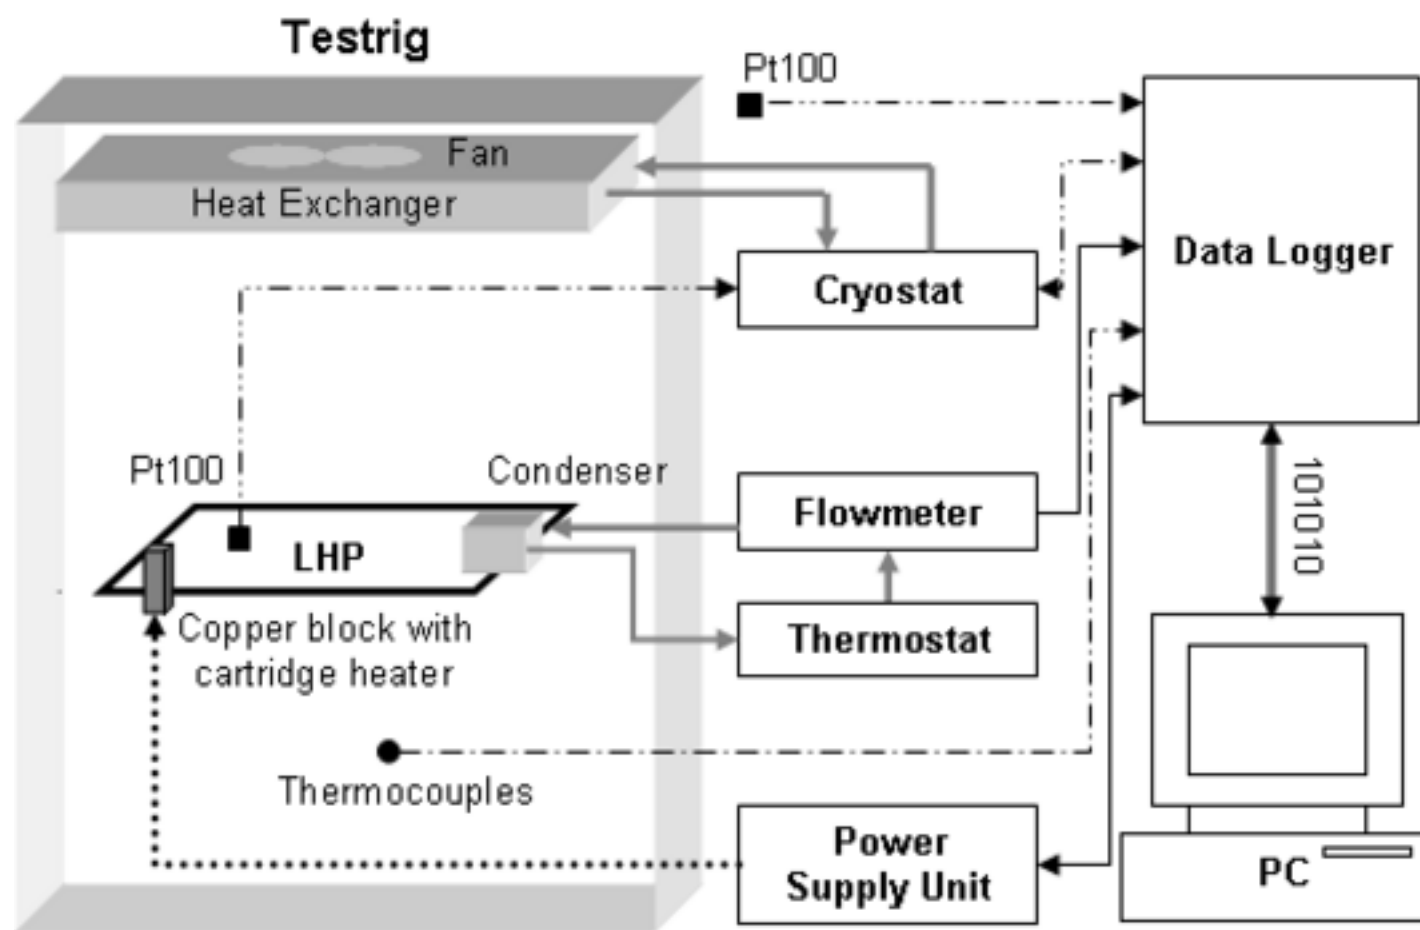 Testrig
Pt100
Fan
Heat Exchanger
Data Logger
Cryostat
Pt100
Condenser
101010
Flowmeter
LHP
Copper block with
cartridge heater
Thermostat
Thermocouples
Power
Supply Unit
PC